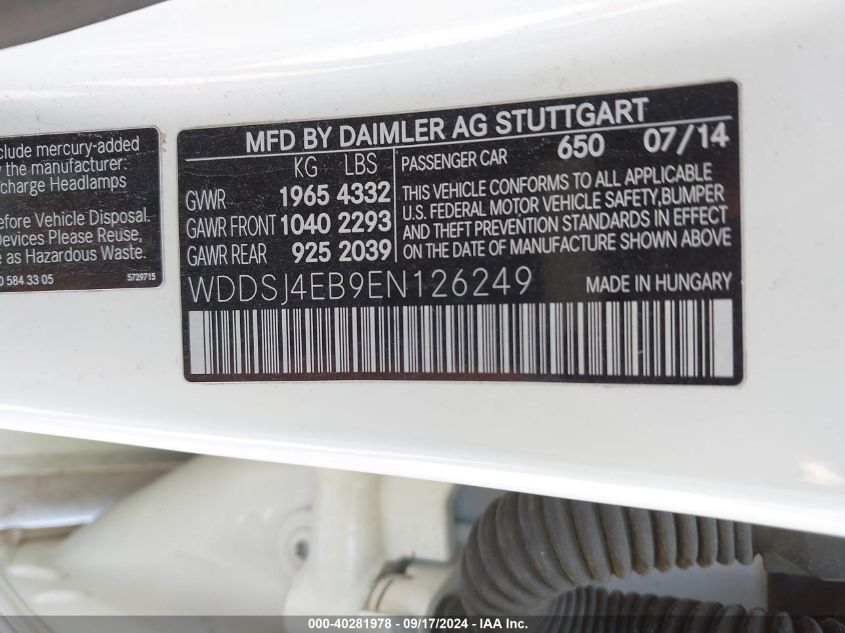 nclude mercury-added
y the manufacturer:
scharge Headlamps
efore Vehicle Disposal.
Devices Please Reuse,
e as Hazardous Waste.
0 584 33 05
5729715
MFD BY DAIMLER AG STUTTGART
KG LBS
GVWR 1965 4332
GAWR FRONT 1040 2293
GAWR REAR 925 2039
PASSENGER CAR 650 07/14
THIS VEHICLE CONFORMS TO ALL APPLICABLE
U.S. FEDERAL MOTOR VEHICLE SAFETY,BUMPER
AND THEFT PREVENTION STANDARDS IN EFFECT
ON THE DATE OF MANUFACTURE SHOWN ABOVE
WDDSJ4EB9EN126249
MADE IN HUNGARY
000-40281978 - 09/17/2024 - IAA Inc.